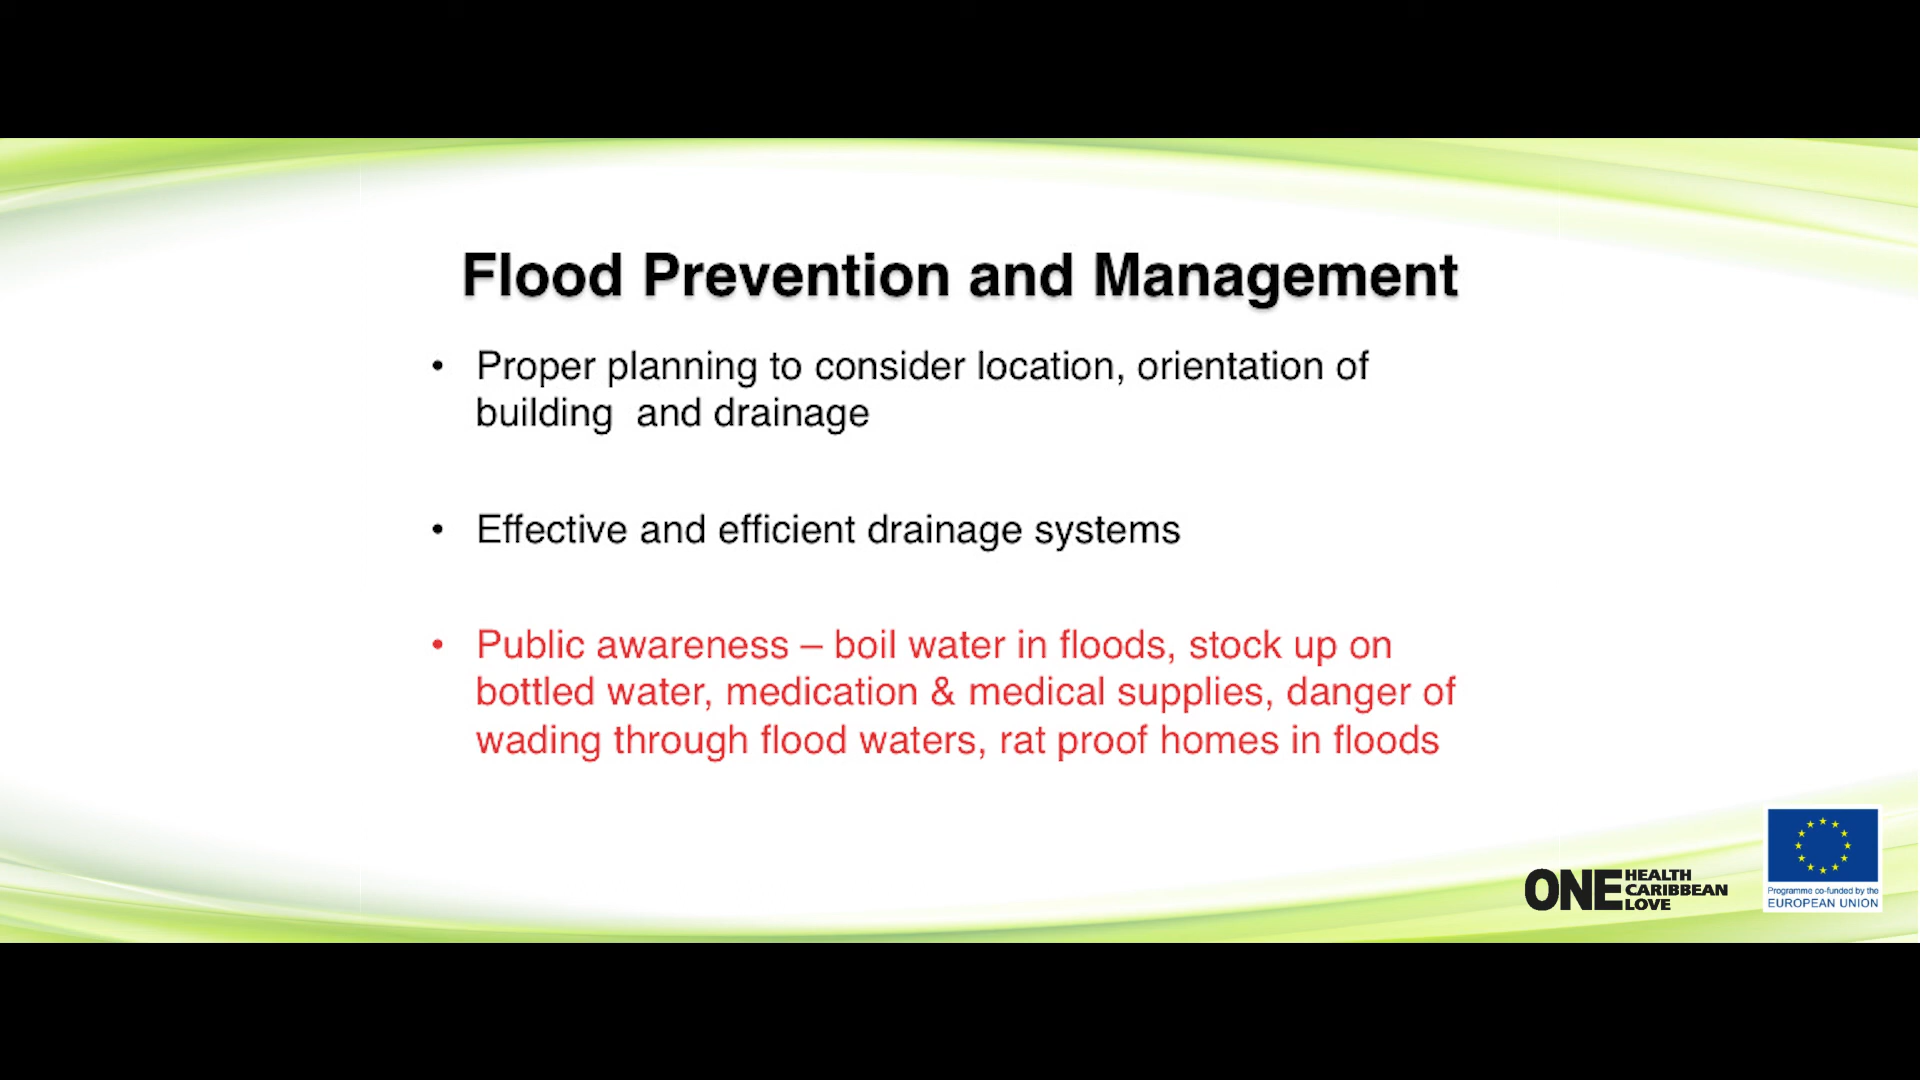 Flood Prevention and Management
• Proper planning to consider location, orientation of
building  and drainage
• Effective and efficient drainage systems
• Public awareness – boil water in floods, stock up on
bottled water, medication & medical supplies, danger of
wading through flood waters, rat proof homes in floods
ONE HEALTH
CARIBBEAN
LOVE
Programme co-funded by the
EUROPEAN UNION